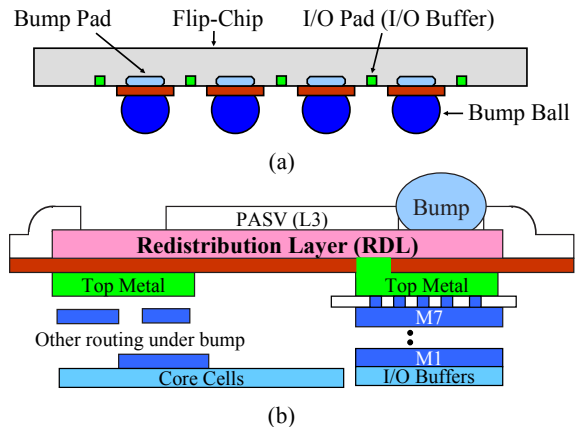 Bump Pad
Flip-Chip
I/O Pad (I/O Buffer)
Bump Ball
(a)
PASV (L3)
Bump
Redistribution Layer (RDL)
Top Metal
Top Metal
M7
Other routing under bump
M1
Core Cells
I/O Buffers
(b)